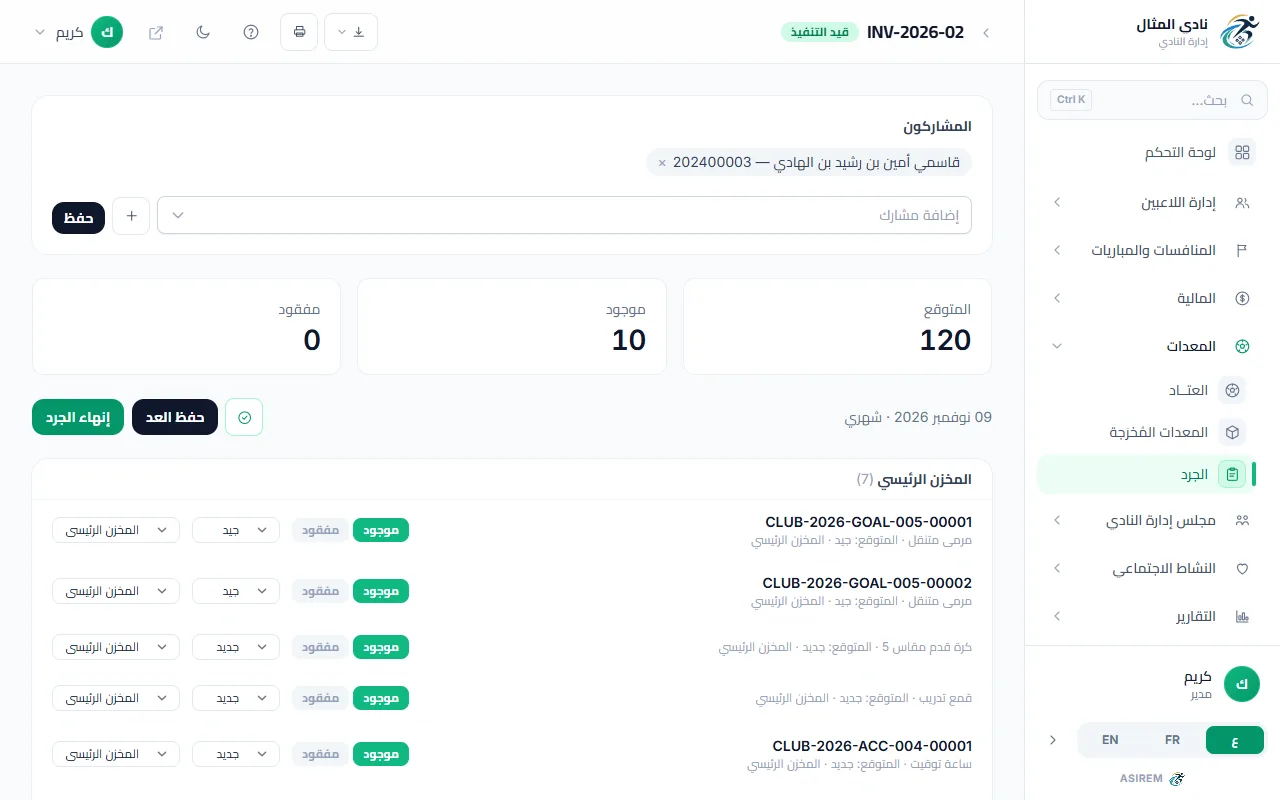 نادي المثال
إدارة النادي
بحث...
Ctrl K
لوحة التحكم
إدارة اللاعبين
المنافسات والمباريات
المالية
المعدات
العتــاد
المعدات المُخرجة
الجرد
مجلس إدارة النادي
النشاط الاجتماعي
التقارير
ك
كريم
مدير
ع
FR
EN
ASIREM
INV-2026-02
قيد التنفيذ
ك
كريم
المشاركون
قاسمي أمين بن رشيد بن الهادي — 202400003 ×
إضافة مشارك
+
حفظ
المتوقع
120
موجود
10
مفقود
0
09 نوفمبر 2026 · شهري
حفظ العد
إنهاء الجرد
المخزن الرئيسي (7)
CLUB-2026-GOAL-005-00001
مرمى متنقل · المتوقع: جيد · المخزن الرئيسي
موجود
مفقود
جيد
المخزن الرئيسي
CLUB-2026-GOAL-005-00002
مرمى متنقل · المتوقع: جيد · المخزن الرئيسي
موجود
مفقود
جيد
المخزن الرئيسي
كرة قدم مقاس 5 · المتوقع: جديد · المخزن الرئيسي
موجود
مفقود
جديد
المخزن الرئيسي
قمع تدريب · المتوقع: جديد · المخزن الرئيسي
موجود
مفقود
جديد
المخزن الرئيسي
CLUB-2026-ACC-004-00001
ساعة توقيت · المتوقع: جديد · المخزن الرئيسي
موجود
مفقود
جديد
المخزن الرئيسي